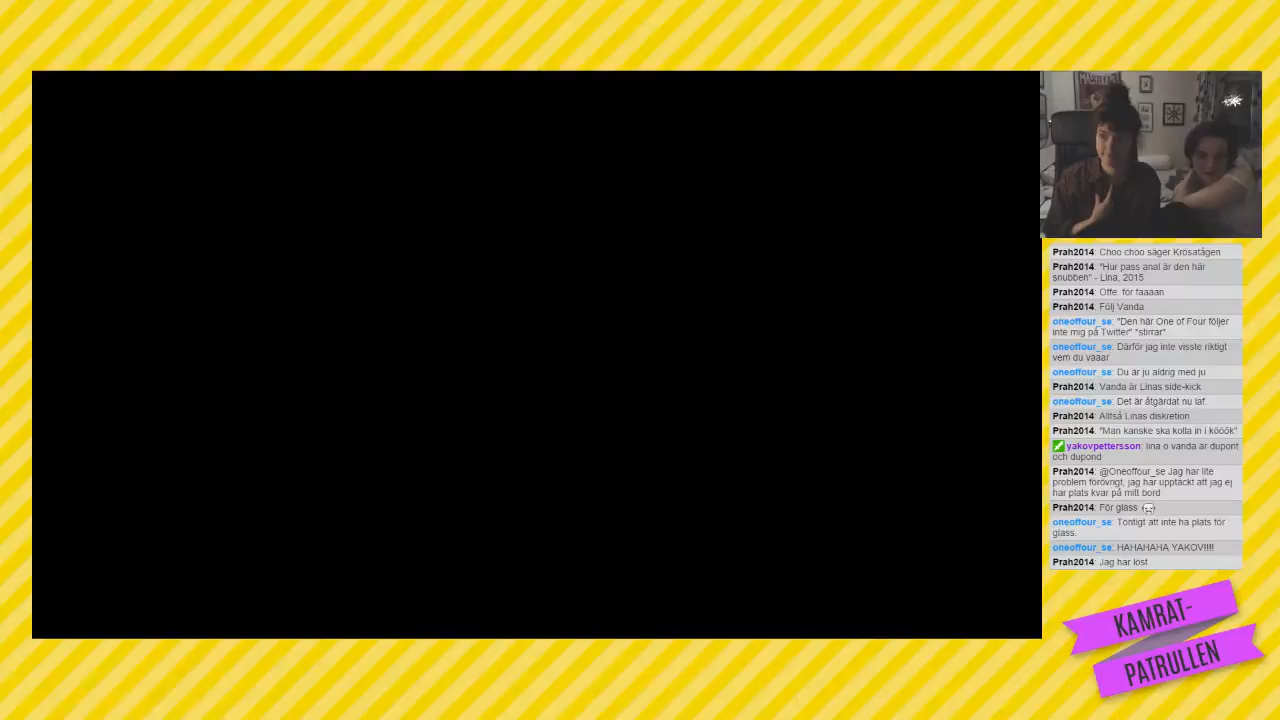 Prah2014: Choo choo säger Krösatågen
Prah2014: "Hur pass anal är den här
snubben" - Lina, 2015
Prah2014: Offe. för faaaan
Prah2014: Följ Vanda
oneoffour_se: "Den här One of Four följer
inte mig på Twitter" *stirrar*
oneoffour_se: Därför jag inte visste riktigt
vem du vaaar
oneoffour_se: Du är ju aldrig med ju
Prah2014: Vanda är Linas side-kick
oneoffour_se: Det är åtgärdat nu iaf.
Prah2014: Alltså Linas diskretion
Prah2014: "Man kanske ska kolla in i kööök"
yakovpettersson: lina o vanda är dupont
och dupond
Prah2014: @Oneoffour_se Jag har lite
problem förövrigt, jag har upptäckt att jag ej
har plats kvar på mitt bord
Prah2014: För glass
oneoffour_se: Töntigt att inte ha plats för
glass.
oneoffour_se: HAHAHAHA YAKOV!!!!
Prah2014: Jag har löst
KAMRAT-
PATRULLEN